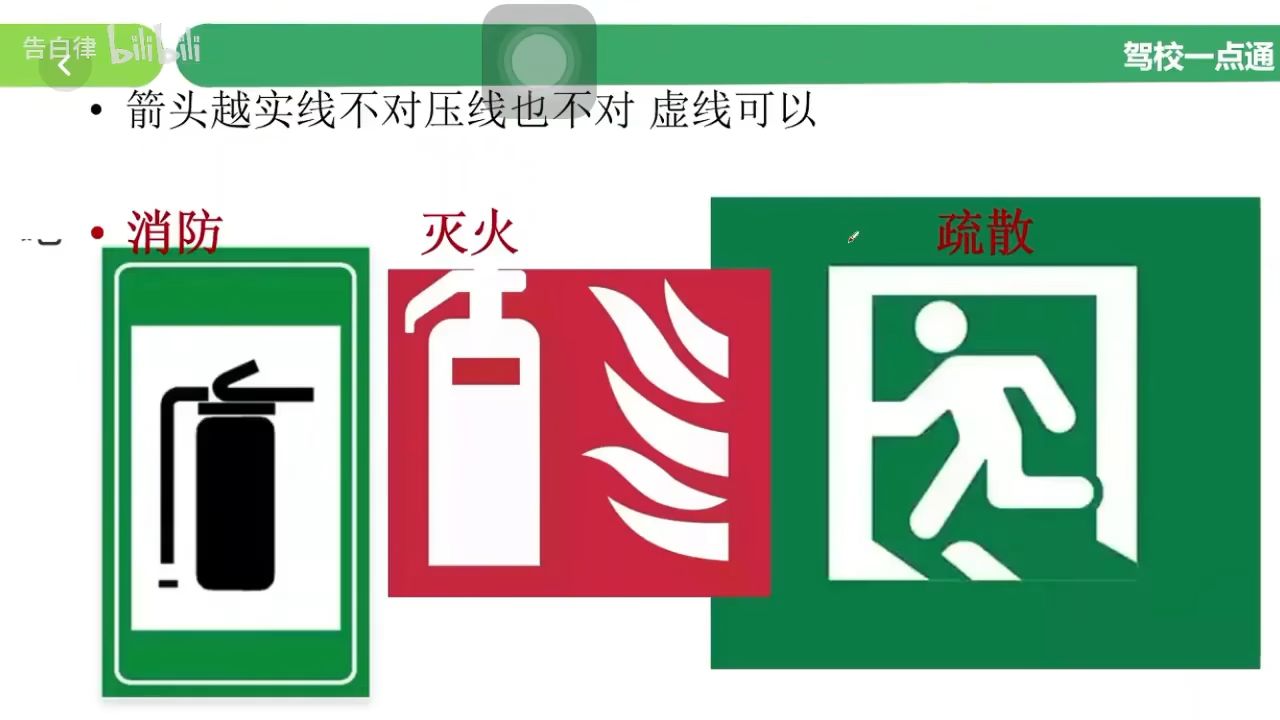 告白律 bilibili
驾校一点通
• 箭头越实线不对压线也不对 虚线可以
• 消防 灭火 疏散